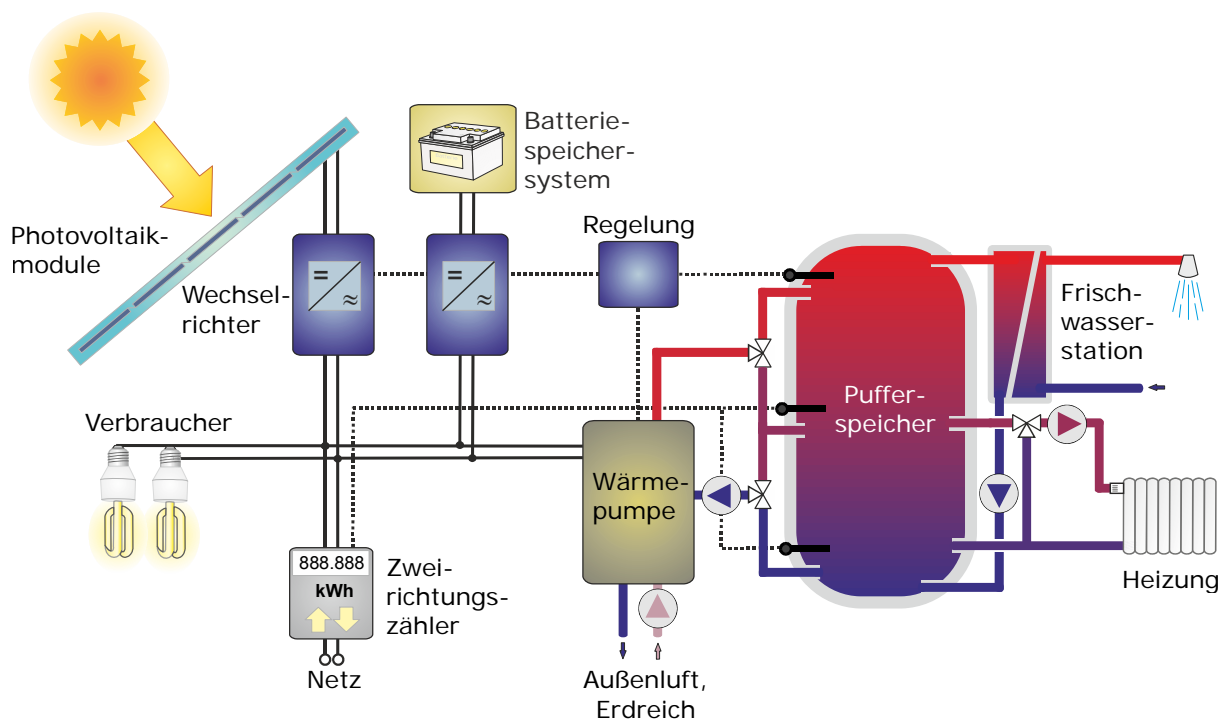 Batterie-
speicher-
system
Photovoltaik-
module
Wechsel-
richter
=
≈
=
≈
Regelung
Frisch-
wasser-
station
Puffer-
speicher
Verbraucher
Wärme-
pumpe
888.888
kWh
Zwei-
richtungs-
zähler
Netz
Außenluft,
Erdreich
Heizung